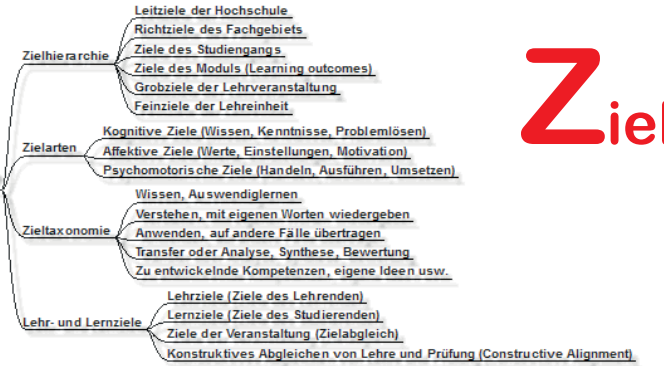 Zielhierarchie
Leitziele der Hochschule
Richtziele des Fachgebiets
Ziele des Studiengangs
Ziele des Moduls (Learning outcomes)
Grobziele der Lehrveranstaltung
Feinziele der Lehreinheit
Zielarten
Kognitive Ziele (Wissen, Kenntnisse, Problemlösen)
Affektive Ziele (Werte, Einstellungen, Motivation)
Psychomotorische Ziele (Handeln, Ausführen, Umsetzen)
Zieltaxonomie
Wissen, Auswendiglernen
Verstehen, mit eigenen Worten wiedergeben
Anwenden, auf andere Fälle übertragen
Transfer oder Analyse, Synthese, Bewertung
Zu entwickelnde Kompetenzen, eigene Ideen usw.
Lehr- und Lernziele
Lehrziele (Ziele des Lehrenden)
Lernziele (Ziele des Studierenden)
Ziele der Veranstaltung (Zielabgleich)
Konstruktives Abgleichen von Lehre und Prüfung (Constructive Alignment)
Ziel